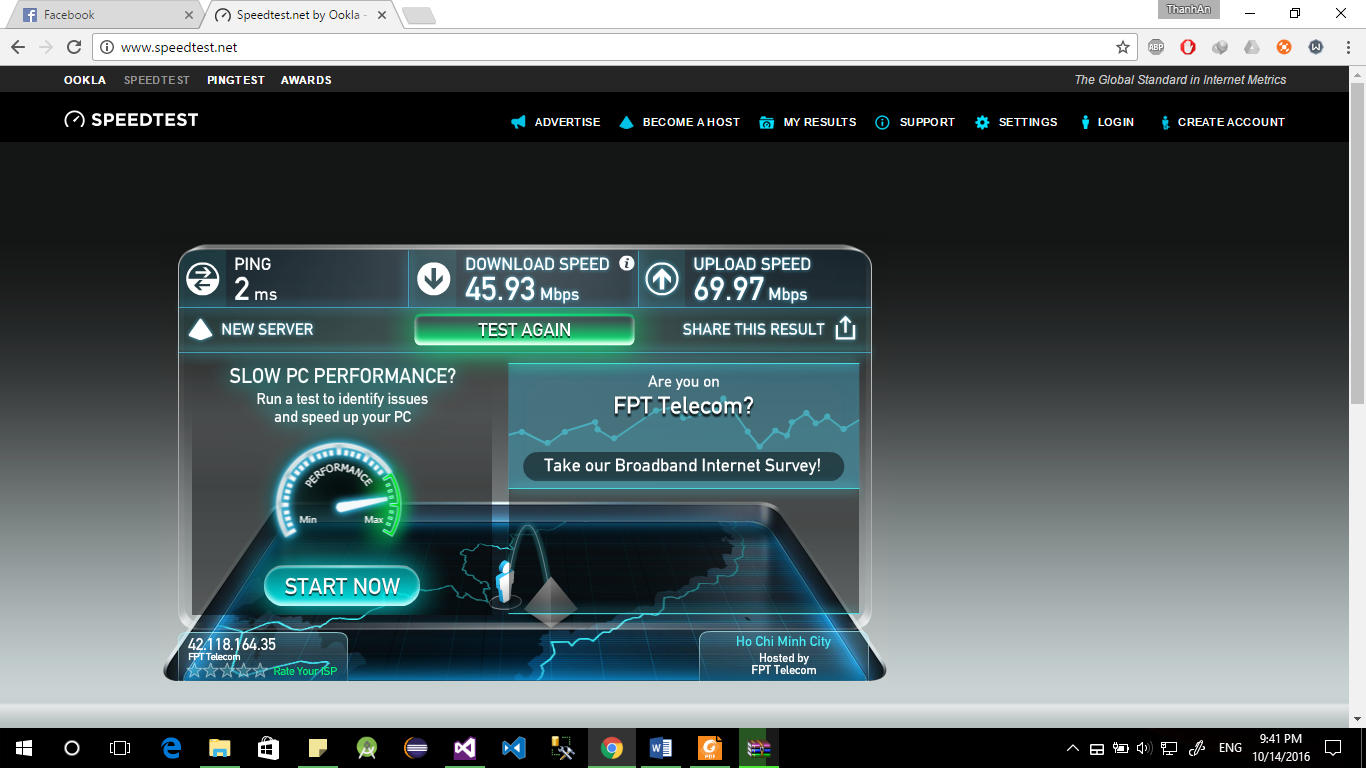 ThanhAn
Facebook
Speedtest.net by Ookla -
www.speedtest.net
ABP
OOKLA SPEEDTEST PINGTEST AWARDS
The Global Standard in Internet Metrics
SPEEDTEST
ADVERTISE BECOME A HOST MY RESULTS SUPPORT SETTINGS LOGIN CREATE ACCOUNT
PING
2 ms
DOWNLOAD SPEED
45.93 Mbps
UPLOAD SPEED
69.97 Mbps
NEW SERVER
TEST AGAIN
SHARE THIS RESULT
SLOW PC PERFORMANCE?
Run a test to identify issues
and speed up your PC
PERFORMANCE
Min Max
START NOW
Are you on
FPT Telecom?
Take our Broadband Internet Survey!
42.118.164.35
FPT Telecom
Rate Your ISP
Ho Chi Minh City
Hosted by
FPT Telecom
ENG
9:41 PM
10/14/2016